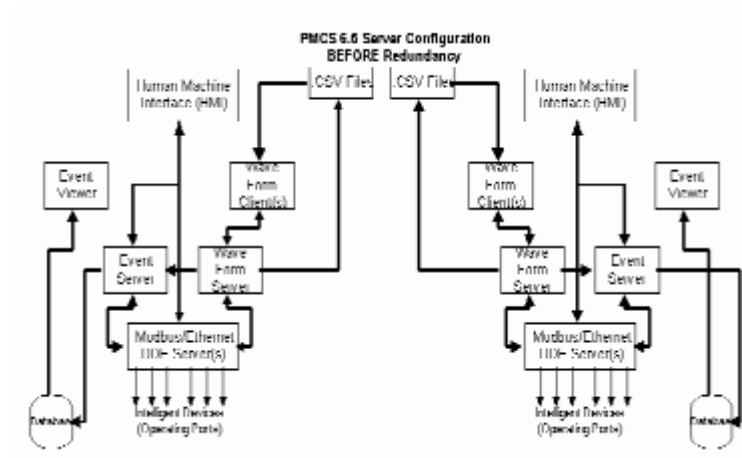 PMCS 6.6 Server Configuration
BEFORE Redundancy
Human Machine
Interface (HMI)
.CSV Files
.CSV Files
Human Machine
Interface (HMI)
Event
Viewer
Wave
Form
Client(s)
Wave
Form
Client(s)
Event
Viewer
Event
Server
Wave
Form
Server
Wave
Form
Server
Event
Server
Modbus/Ethernet
DDE Server(s)
Modbus/Ethernet
DDE Server(s)
Database
Intelligent Devices
(Operating Ports)
Intelligent Devices
(Operating Ports)
Database